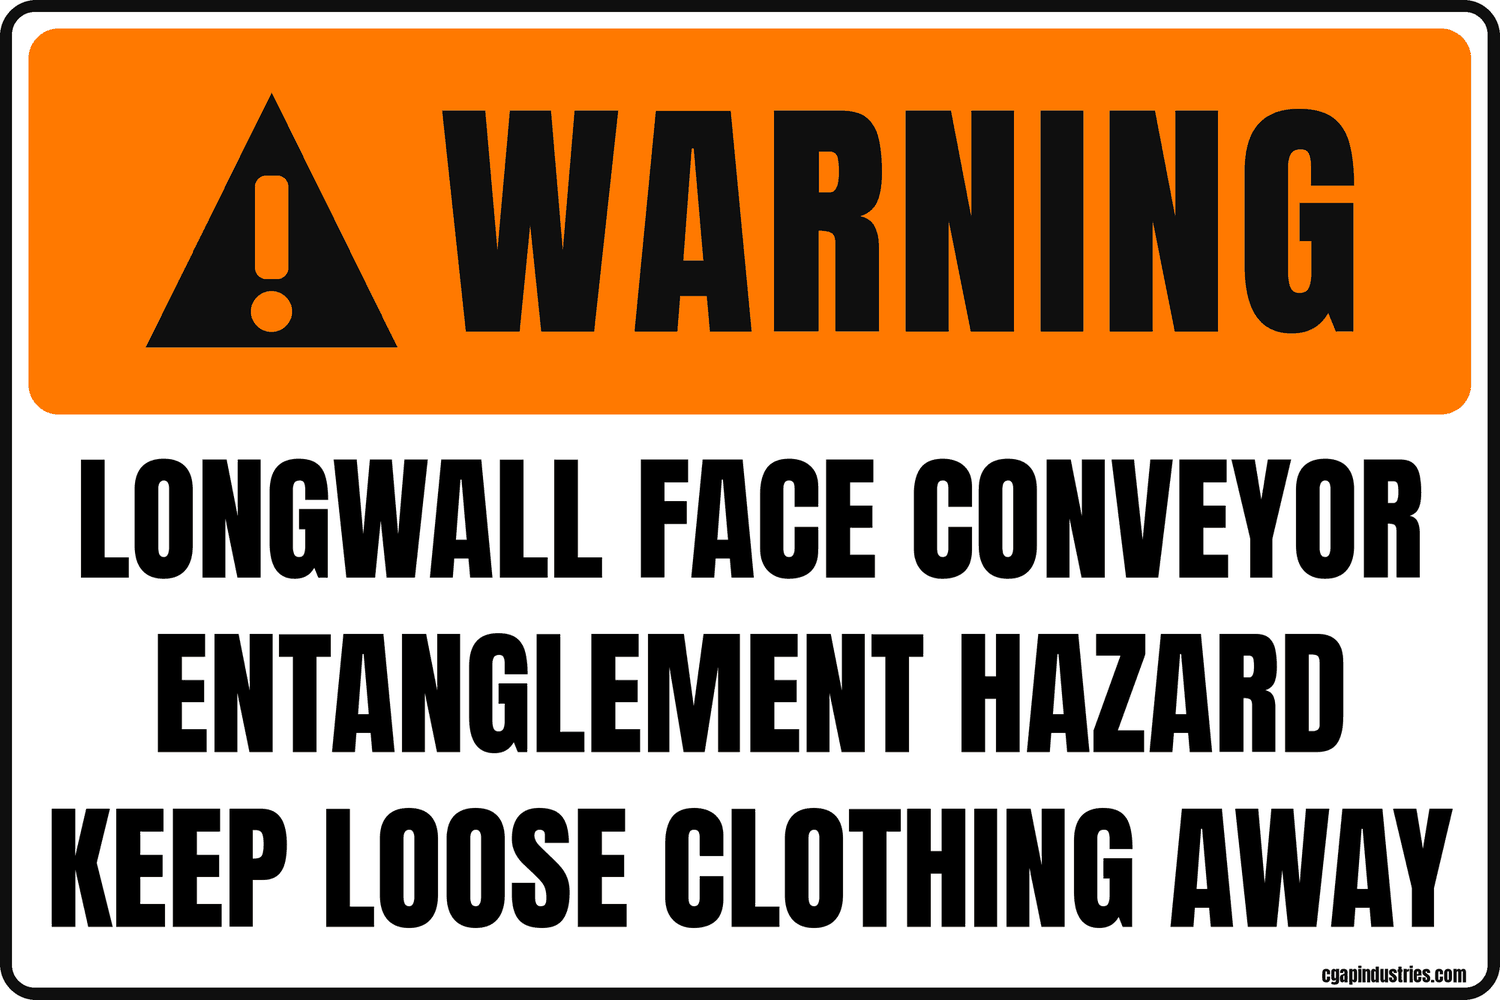 WARNING
LONGWALL FACE CONVEYOR
ENTANGLEMENT HAZARD
KEEP LOOSE CLOTHING AWAY
cgapindustries.com